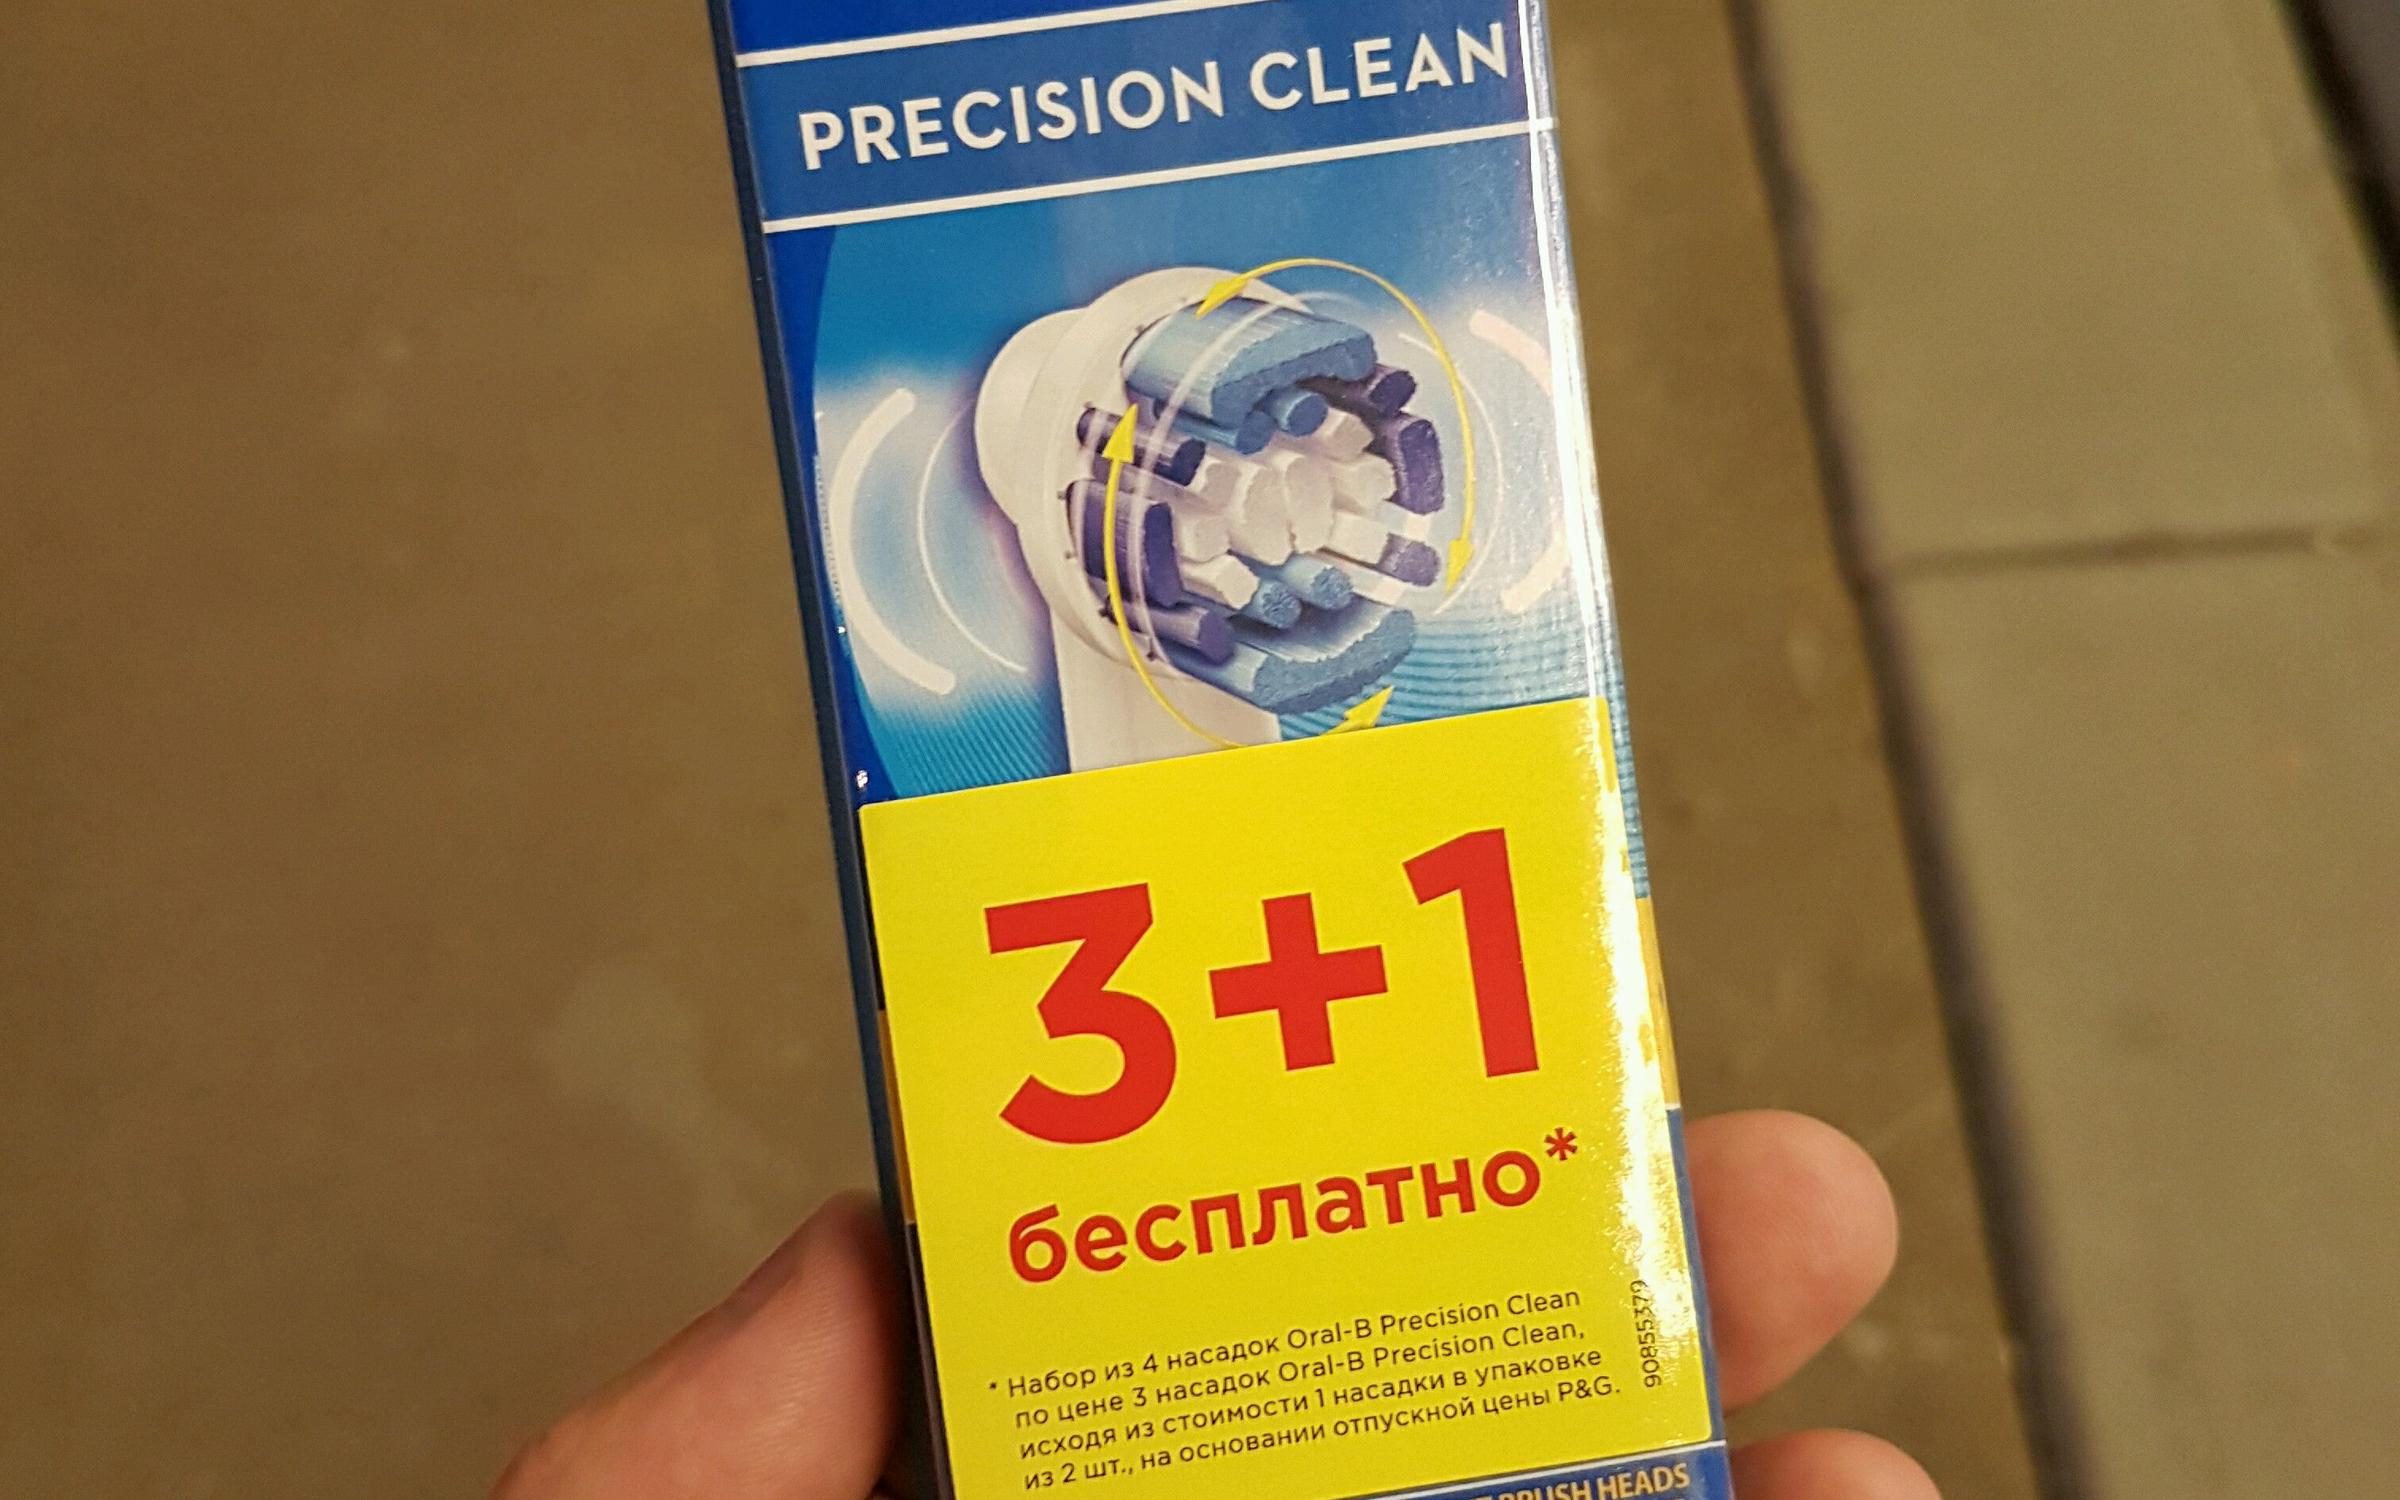 PRECISION CLEAN
3+1
бесплатно*
* Набор из 4 насадок Oral-B Precision Clean
по цене 3 насадок Oral-B Precision Clean,
исходя из стоимости 1 насадки в упаковке
из 2 шт., на основании отпускной цены P&G.
90855379
BRUSH HEADS